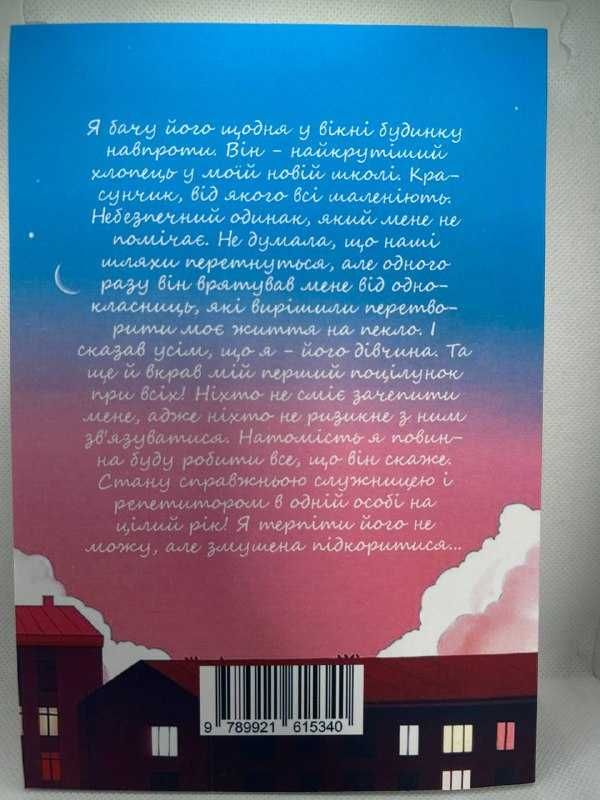 Я бачу його щодня у вікні будинку
навпроти. Він - найкрутіший
хлопець у моїй новій школі. Кра-
сунчик, від якого всі шаленіють.
Небезпечний одинак, який мене не
помічає. Не думала, що наші
шляхи перетнуться, але одного
разу він врятував мене від одно-
класниць, які вирішили перетво-
рити моє життя на пекло. І
сказав усім, що я - його дівчина. Та
ще й вкрав мій перший поцілунок
при всіх! Ніхто не сміє зачепити
мене, адже ніхто не ризикне з ним
зв'язуватися. Натомість я повин-
на буду робити все, що він скаже.
Стану справжньою служницею і
репетитором в одній особі на
цілий рік! Я терпіти його не
можу, але змушена підкоритися...
9 789921 615340